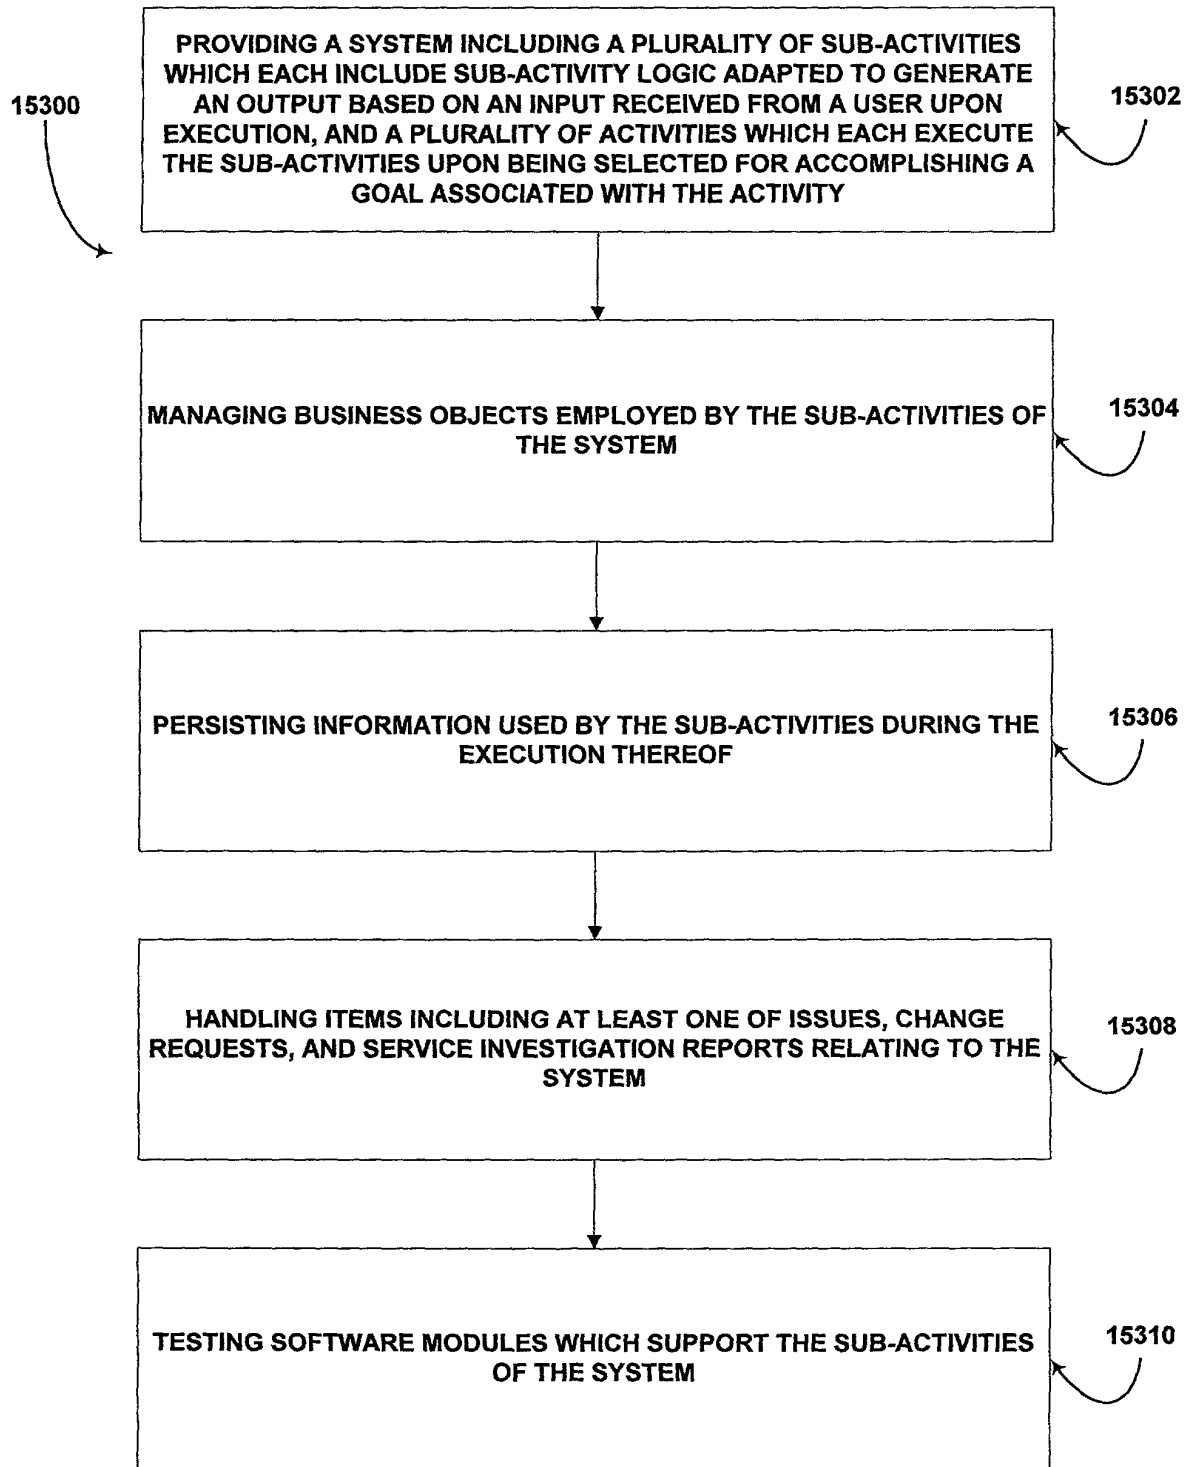 PROVIDING A SYSTEM INCLUDING A PLURALITY OF SUB-ACTIVITIES
WHICH EACH INCLUDE SUB-ACTIVITY LOGIC ADAPTED TO GENERATE
AN OUTPUT BASED ON AN INPUT RECEIVED FROM A USER UPON
EXECUTION, AND A PLURALITY OF ACTIVITIES WHICH EACH EXECUTE
THE SUB-ACTIVITIES UPON BEING SELECTED FOR ACCOMPLISHING A
GOAL ASSOCIATED WITH THE ACTIVITY
15300
15302
MANAGING BUSINESS OBJECTS EMPLOYED BY THE SUB-ACTIVITIES OF
THE SYSTEM
15304
PERSISTING INFORMATION USED BY THE SUB-ACTIVITIES DURING THE
EXECUTION THEREOF
15306
HANDLING ITEMS INCLUDING AT LEAST ONE OF ISSUES, CHANGE
REQUESTS, AND SERVICE INVESTIGATION REPORTS RELATING TO THE
SYSTEM
15308
TESTING SOFTWARE MODULES WHICH SUPPORT THE SUB-ACTIVITIES
OF THE SYSTEM
15310